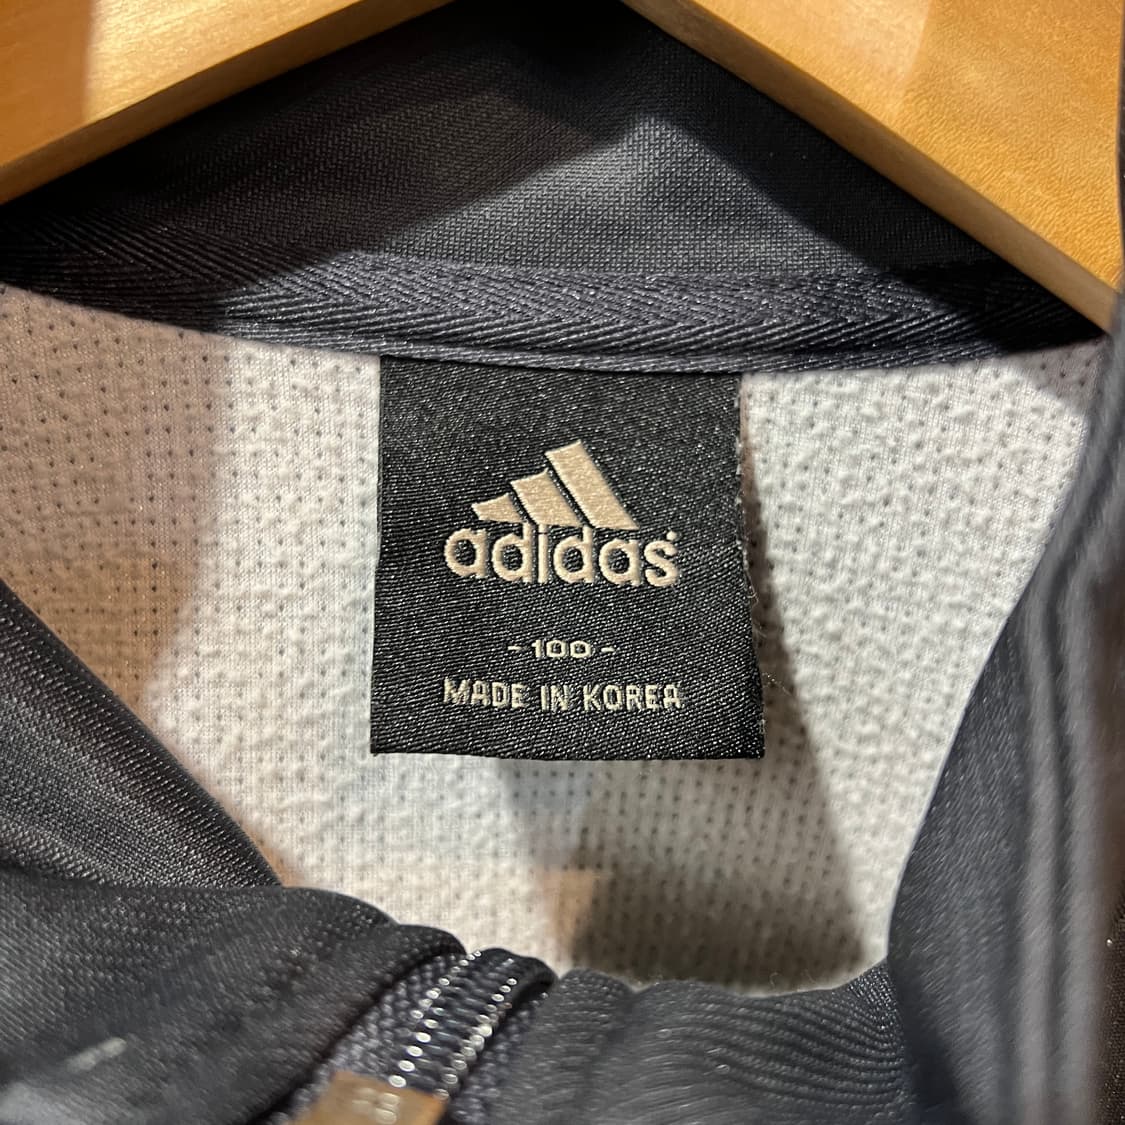 adidas
- 100 -
MADE IN KOREA